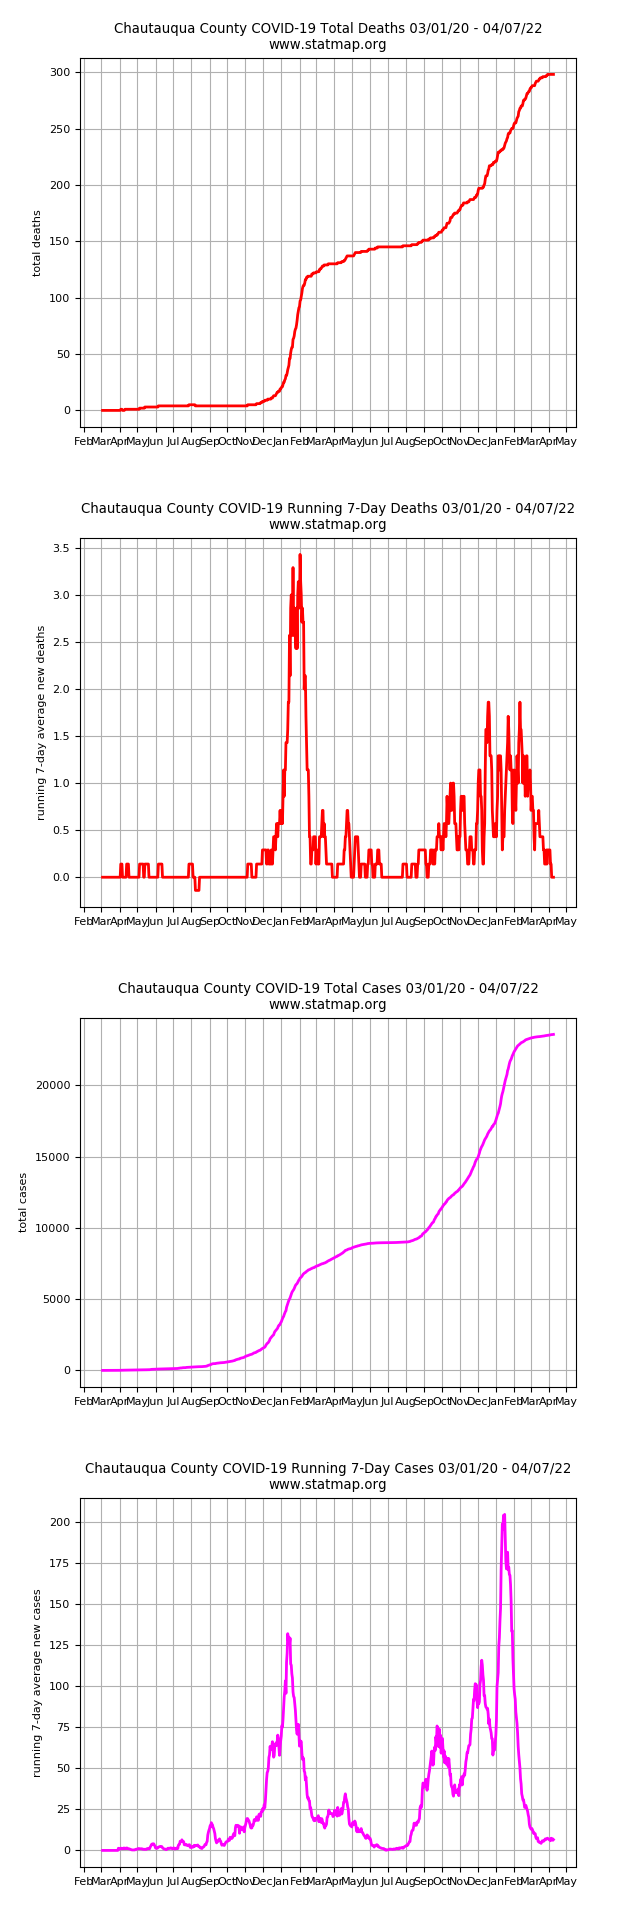 Chautauqua County COVID-19 Total Deaths 03/01/20 - 04/07/22
www.statmap.org
300
250
200
150
100
50
0
total deaths
Feb Mar Apr May Jun Jul Aug Sep Oct Nov Dec Jan Feb Mar Apr May Jun Jul Aug Sep Oct Nov Dec Jan Feb Mar Apr May
Chautauqua County COVID-19 Running 7-Day Deaths 03/01/20 - 04/07/22
www.statmap.org
3.5
3.0
2.5
2.0
1.5
1.0
0.5
0.0
running 7-day average new deaths
Feb Mar Apr May Jun Jul Aug Sep Oct Nov Dec Jan Feb Mar Apr May Jun Jul Aug Sep Oct Nov Dec Jan Feb Mar Apr May
Chautauqua County COVID-19 Total Cases 03/01/20 - 04/07/22
www.statmap.org
20000
15000
10000
5000
0
total cases
Feb Mar Apr May Jun Jul Aug Sep Oct Nov Dec Jan Feb Mar Apr May Jun Jul Aug Sep Oct Nov Dec Jan Feb Mar Apr May
Chautauqua County COVID-19 Running 7-Day Cases 03/01/20 - 04/07/22
www.statmap.org
200
175
150
125
100
75
50
25
0
running 7-day average new cases
Feb Mar Apr May Jun Jul Aug Sep Oct Nov Dec Jan Feb Mar Apr May Jun Jul Aug Sep Oct Nov Dec Jan Feb Mar Apr May